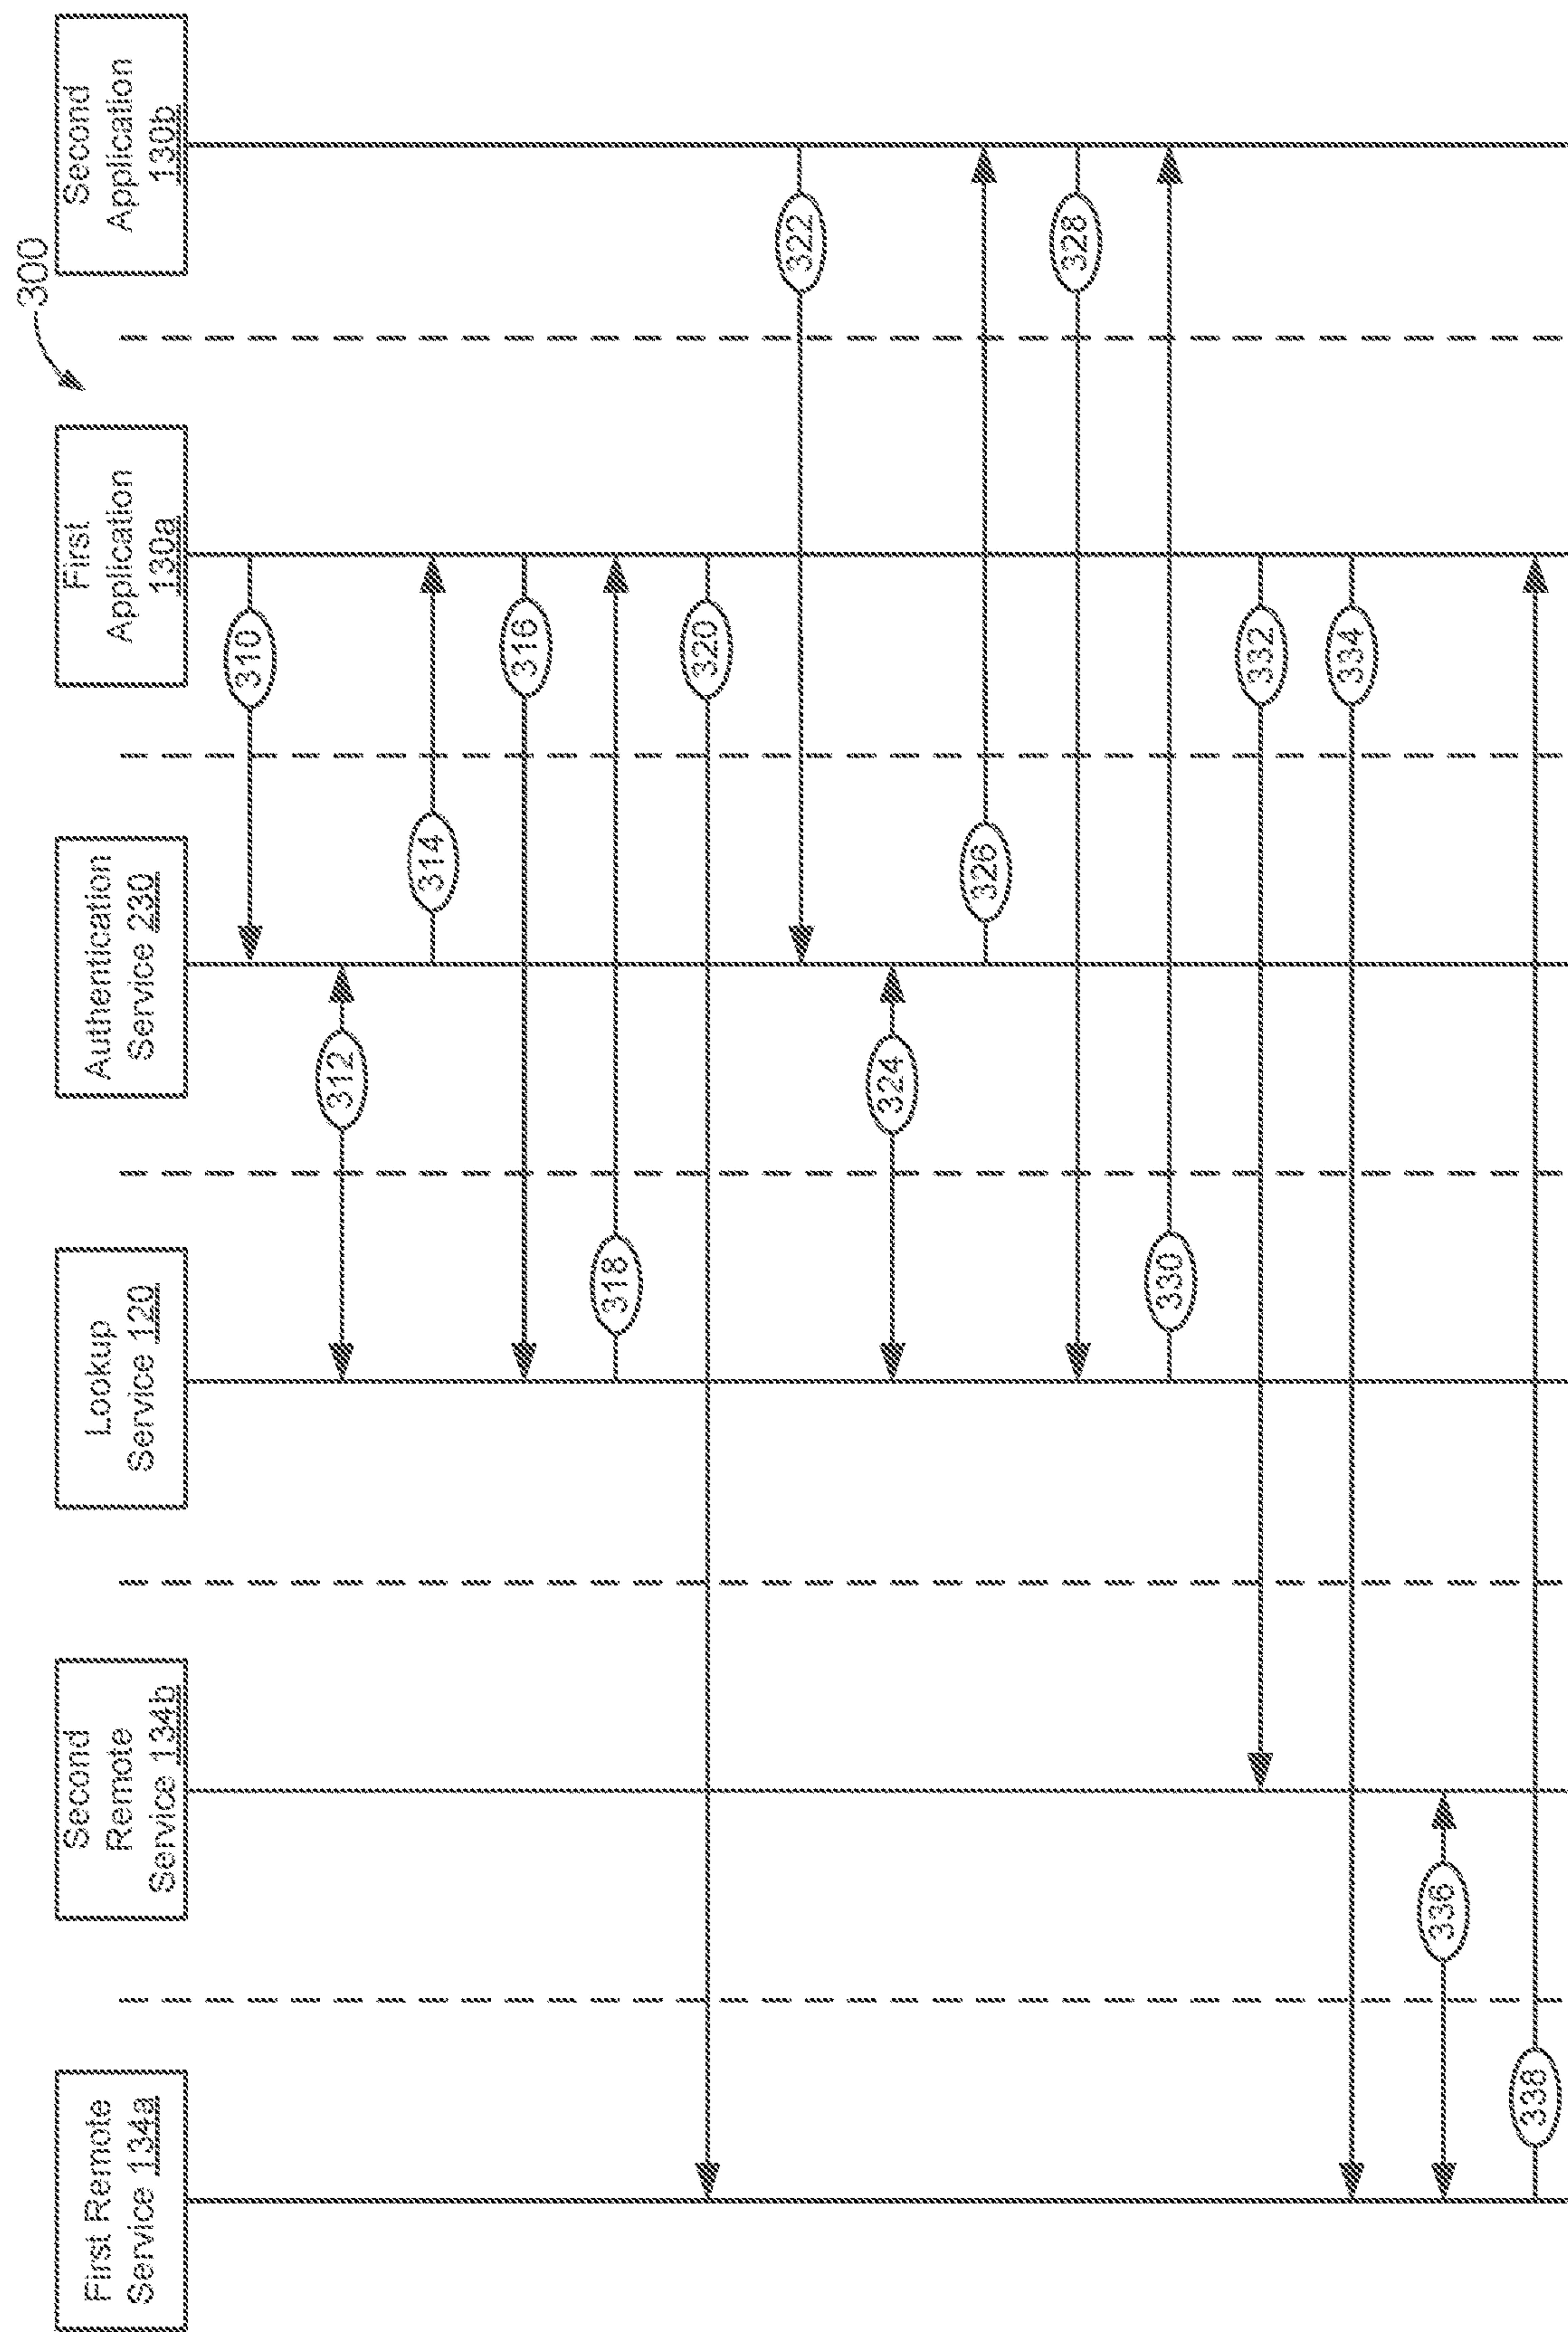 300
First Remote
Service 134a
Second
Remote
Service 134b
Lookup
Service 120
Authentication
Service 230
First
Application
130a
Second
Application
130b
310
312
314
316
318
320
322
324
326
328
330
332
334
336
338